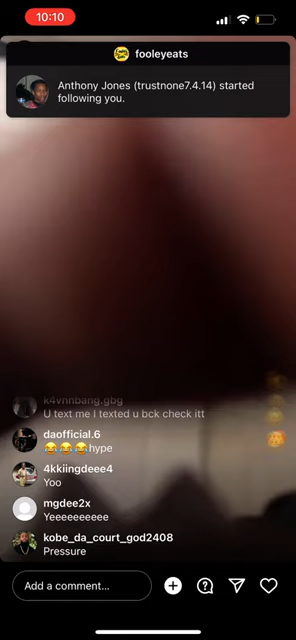 10:10
fooleyeats
Anthony Jones (trustnone7.4.14) started
following you.
k4vnnbang.gbg
U text me I texted u bck check itt
daofficial.6
😂😂😂hype
4kkiingdeee4
Yoo
mgdee2x
Yeeeeeeeeee
kobe_da_court_god2408
Pressure
Add a comment...